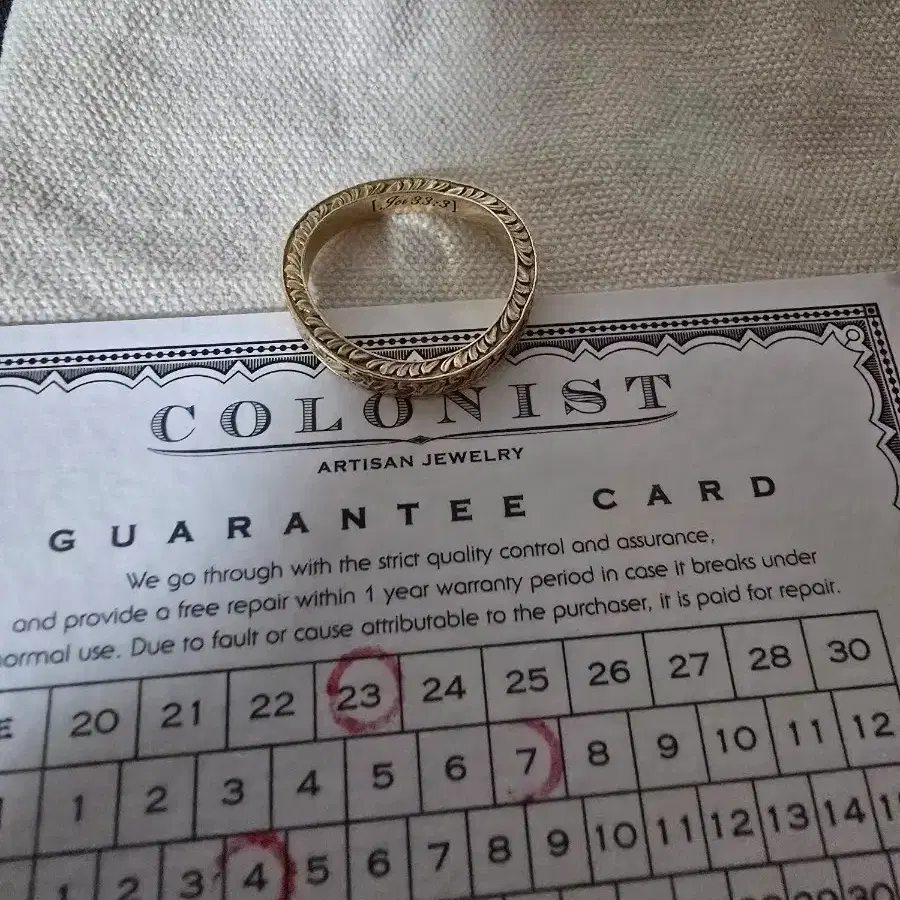 [Jer 33:3]
COLONIST
ARTISAN JEWELRY
GUARANTEE CARD
We go through with the strict quality control and assurance,
and provide a free repair within 1 year warranty period in case it breaks under
normal use. Due to fault or cause attributable to the purchaser, it is paid for repair.
E 20 21 22 23 24 25 26 27 28 30
1 2 3 4 5 6 7 8 9 10 11 12
1 2 3 4 5 6 7 8 9 10 11 12 13 14
30